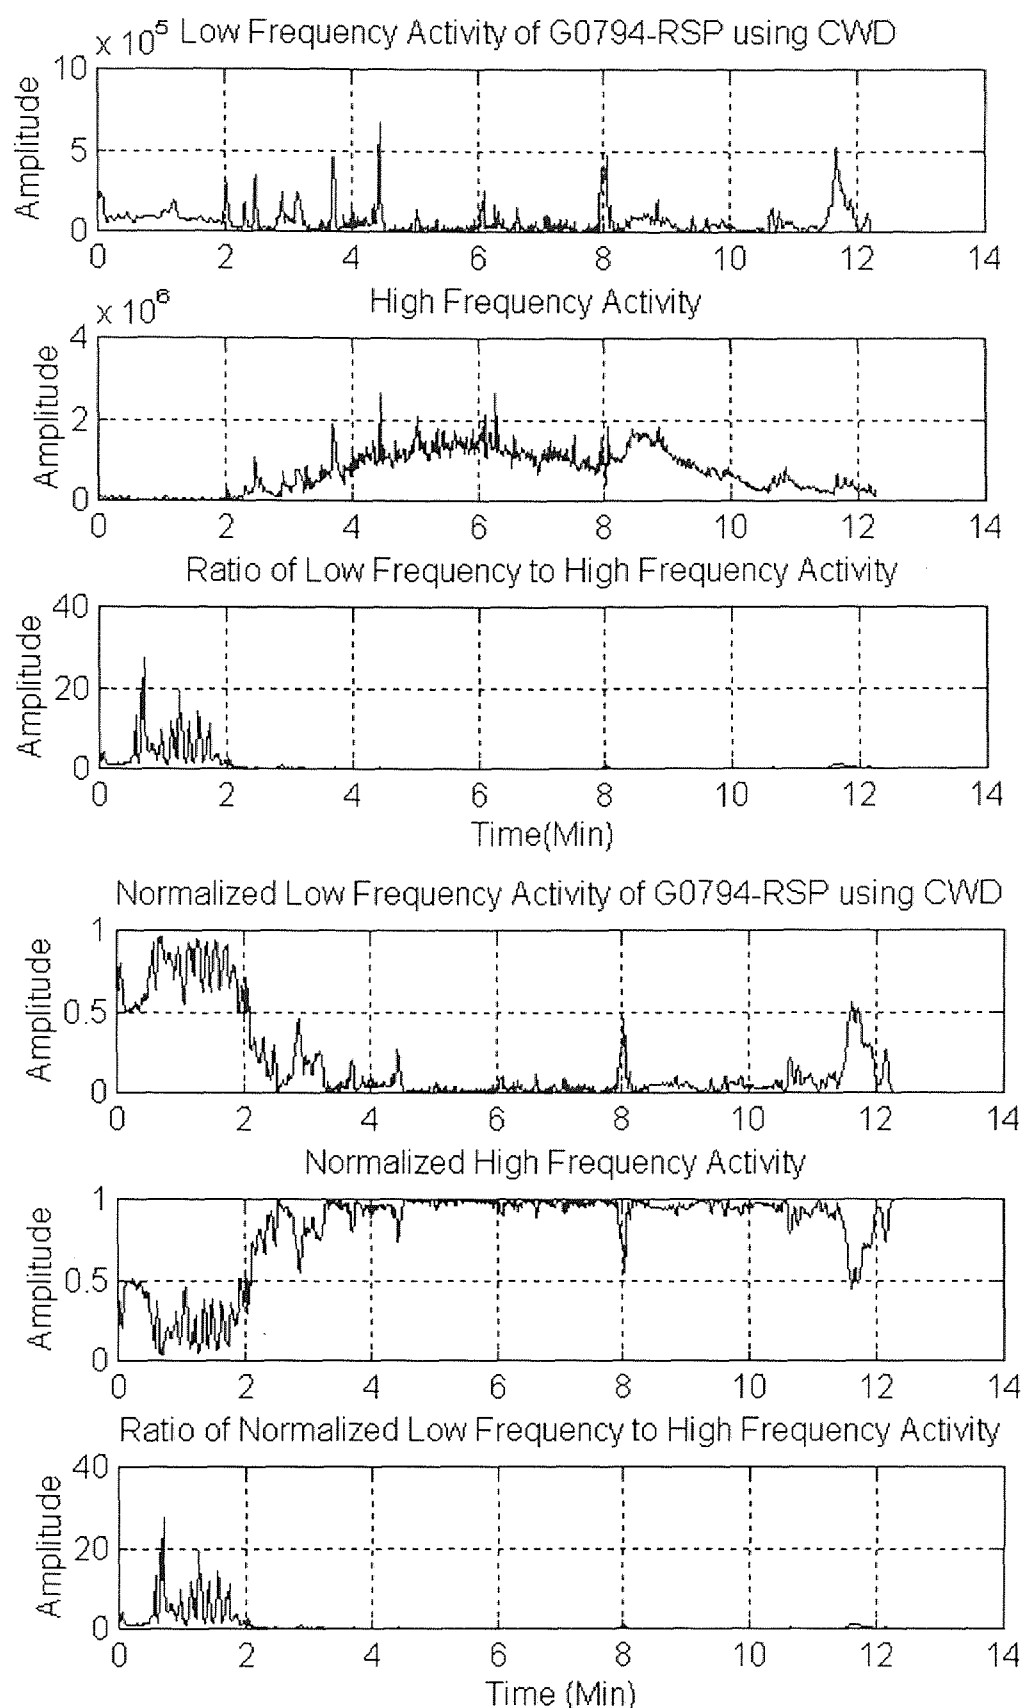 x 10⁵ Low Frequency Activity of G0794-RSP using CWD
10
5
0
Amplitude
0 2 4 6 8 10 12 14
x 10⁶ High Frequency Activity
4
2
0
Amplitude
0 2 4 6 8 10 12 14
Ratio of Low Frequency to High Frequency Activity
40
20
0
Amplitude
0 2 4 6 8 10 12 14
Time(Min)
Normalized Low Frequency Activity of G0794-RSP using CWD
1
0.5
0
Amplitude
0 2 4 6 8 10 12 14
Normalized High Frequency Activity
1
0.5
0
Amplitude
0 2 4 6 8 10 12 14
Ratio of Normalized Low Frequency to High Frequency Activity
40
20
0
Amplitude
0 2 4 6 8 10 12 14
Time (Min)